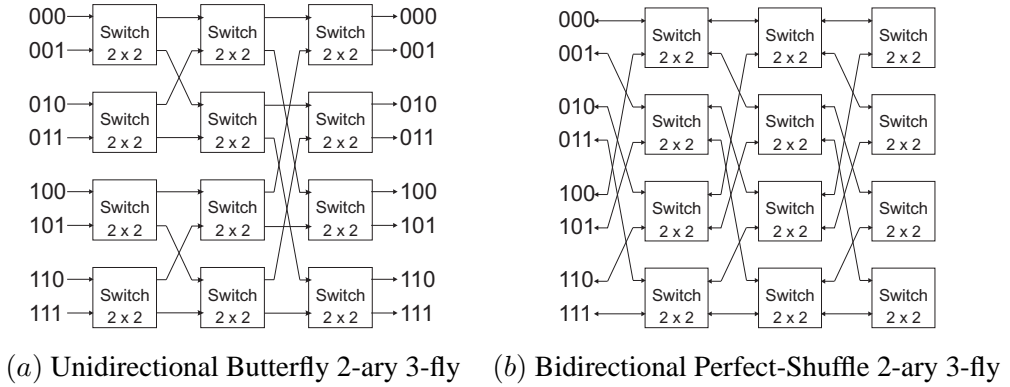 000 Switch 2 x 2 Switch 2 x 2 Switch 2 x 2 000
001 001
010 Switch 2 x 2 Switch 2 x 2 Switch 2 x 2 010
011 011
100 Switch 2 x 2 Switch 2 x 2 Switch 2 x 2 100
101 101
110 Switch 2 x 2 Switch 2 x 2 Switch 2 x 2 110
111 111
(a) Unidirectional Butterfly 2-ary 3-fly
000 Switch 2 x 2 Switch 2 x 2 Switch 2 x 2
001
010 Switch 2 x 2 Switch 2 x 2 Switch 2 x 2
011
100 Switch 2 x 2 Switch 2 x 2 Switch 2 x 2
101
110 Switch 2 x 2 Switch 2 x 2 Switch 2 x 2
111
(b) Bidirectional Perfect-Shuffle 2-ary 3-fly